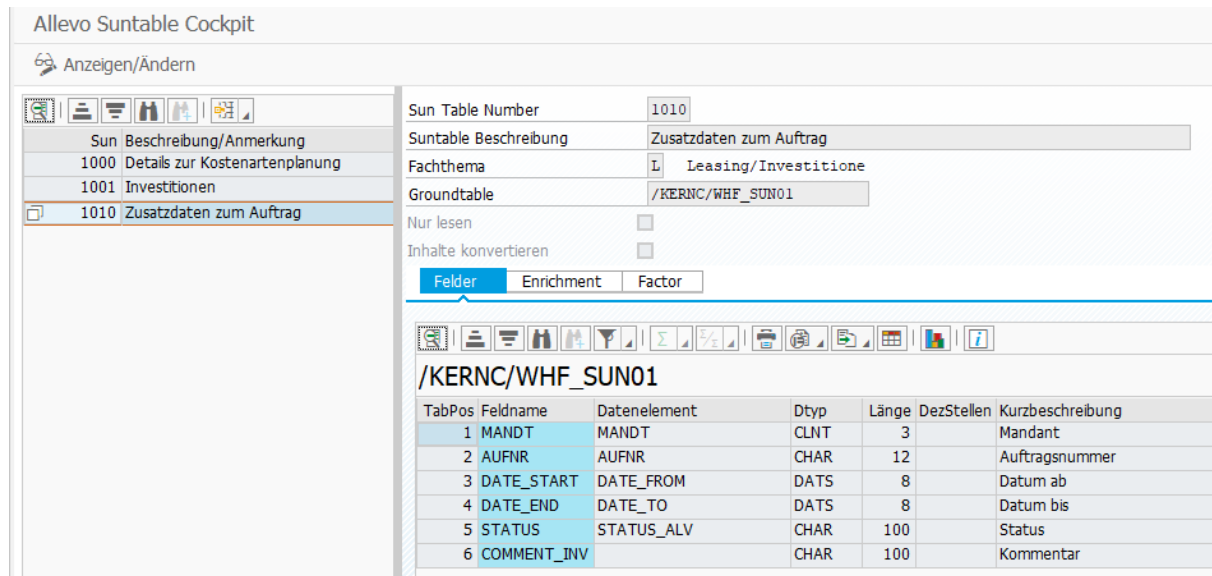 Allevo Suntable Cockpit
Anzeigen/Ändern
Sun Beschreibung/Anmerkung
1000 Details zur Kostenartenplanung
1001 Investitionen
1010 Zusatzdaten zum Auftrag
Sun Table Number 1010
Suntable Beschreibung Zusatzdaten zum Auftrag
Fachthema L Leasing/Investitione
Groundtable /KERNC/WHF_SUN01
Nur lesen
Inhalte konvertieren
Felder Enrichment Factor
/KERNC/WHF_SUN01
TabPos Feldname Datenelement Dtyp Länge DezStellen Kurzbeschreibung
1 MANDT MANDT CLNT 3 Mandant
2 AUFNR AUFNR CHAR 12 Auftragsnummer
3 DATE_START DATE_FROM DATS 8 Datum ab
4 DATE_END DATE_TO DATS 8 Datum bis
5 STATUS STATUS_ALV CHAR 100 Status
6 COMMENT_INV CHAR 100 Kommentar